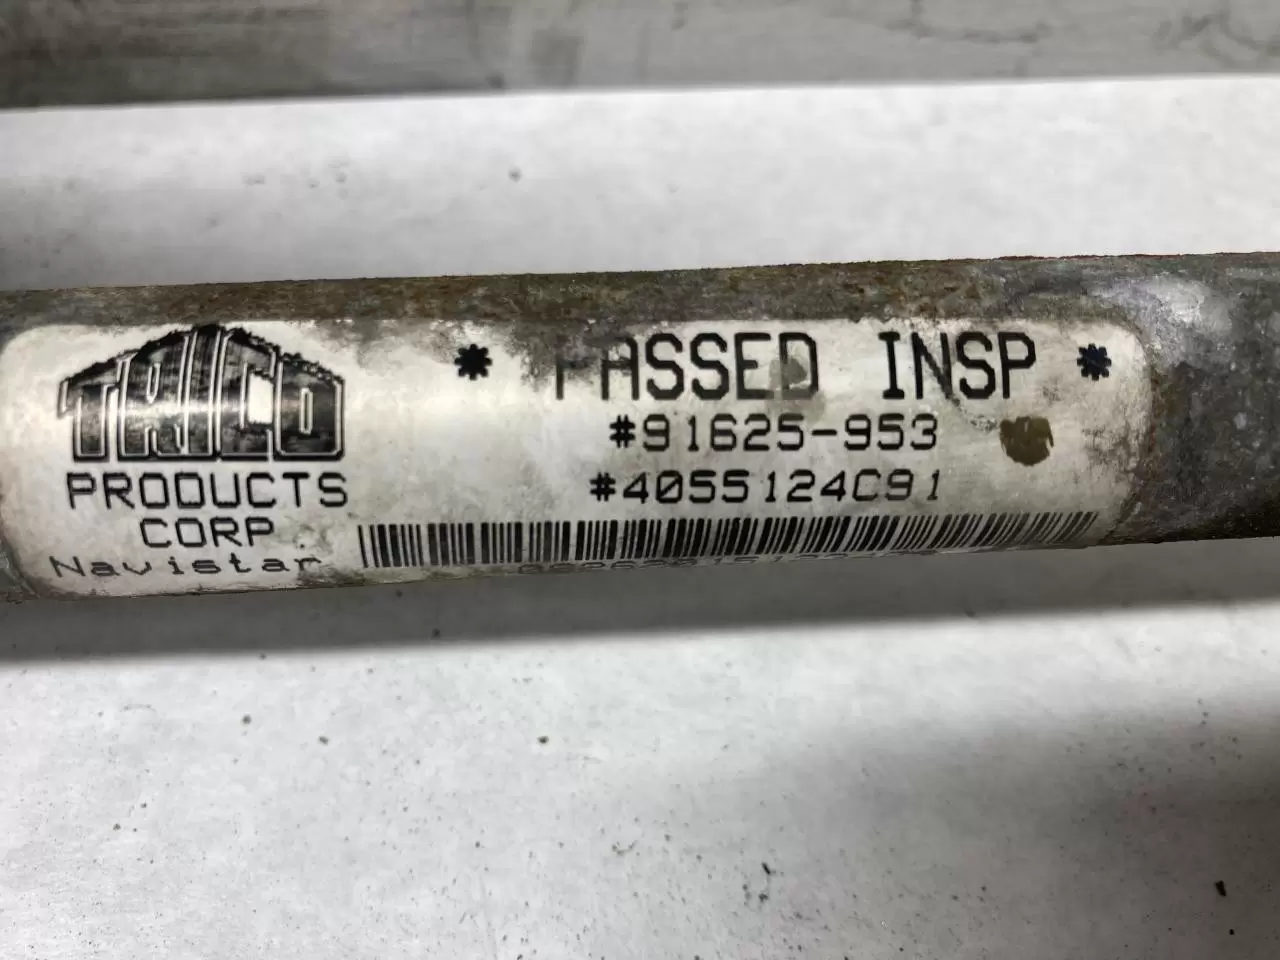 TRICO
PRODUCTS
CORP
Navistar
* PASSED INSP *
#91625-953
#4055124C91